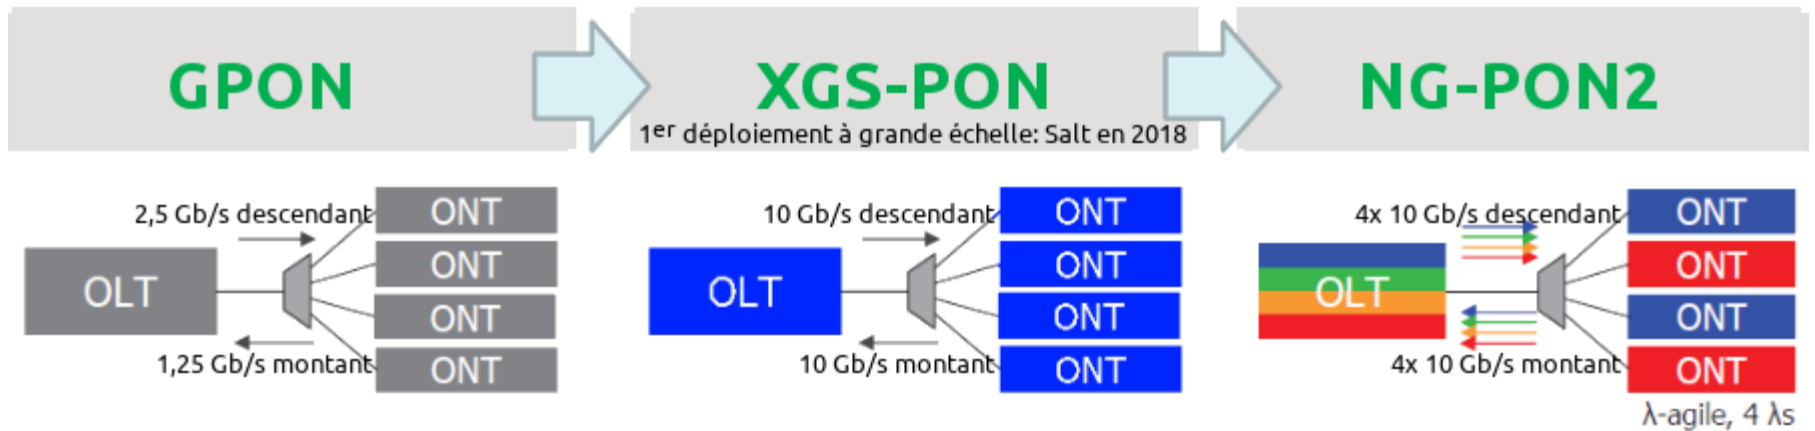 GPON
XGS-PON
1er déploiement à grande échelle: Salt en 2018
NG-PON2
2,5 Gb/s descendant
OLT
1,25 Gb/s montant
ONT
ONT
ONT
ONT
10 Gb/s descendant
OLT
10 Gb/s montant
ONT
ONT
ONT
ONT
4x 10 Gb/s descendant
OLT
4x 10 Gb/s montant
ONT
ONT
ONT
ONT
λ-agile, 4 λs